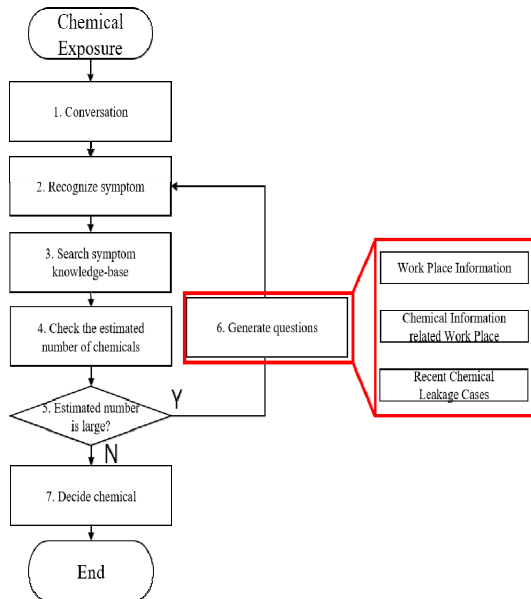 Chemical
Exposure
1. Conversation
2. Recognize symptom
3. Search symptom
knowledge-base
4. Check the estimated
number of chemicals
5. Estimated number
is large?
Y
N
6. Generate questions
Work Place Information
Chemical Information
related Work Place
Recent Chemical
Leakage Cases
7. Decide chemical
End